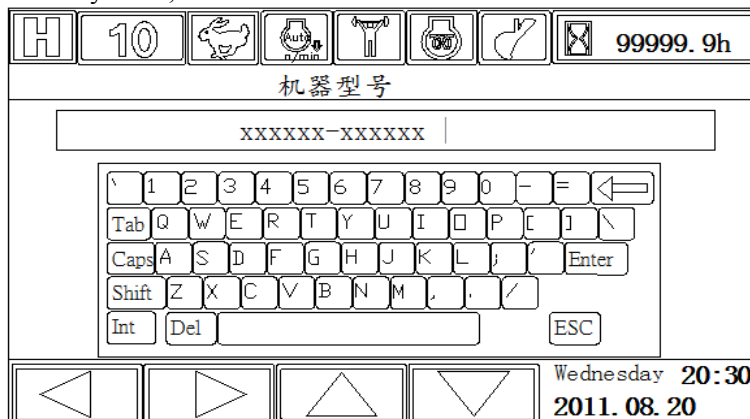 H 10 Auto n/min 99999.9h
机器型号
xxxxxx-xxxxxx
` 1 2 3 4 5 6 7 8 9 0 - =
Tab Q W E R T Y U I O P [ ] \
Caps A S D F G H J K L ; ' Enter
Shift Z X C V B N M , . /
Int Del ESC
Wednesday 20:30
2011.08.20